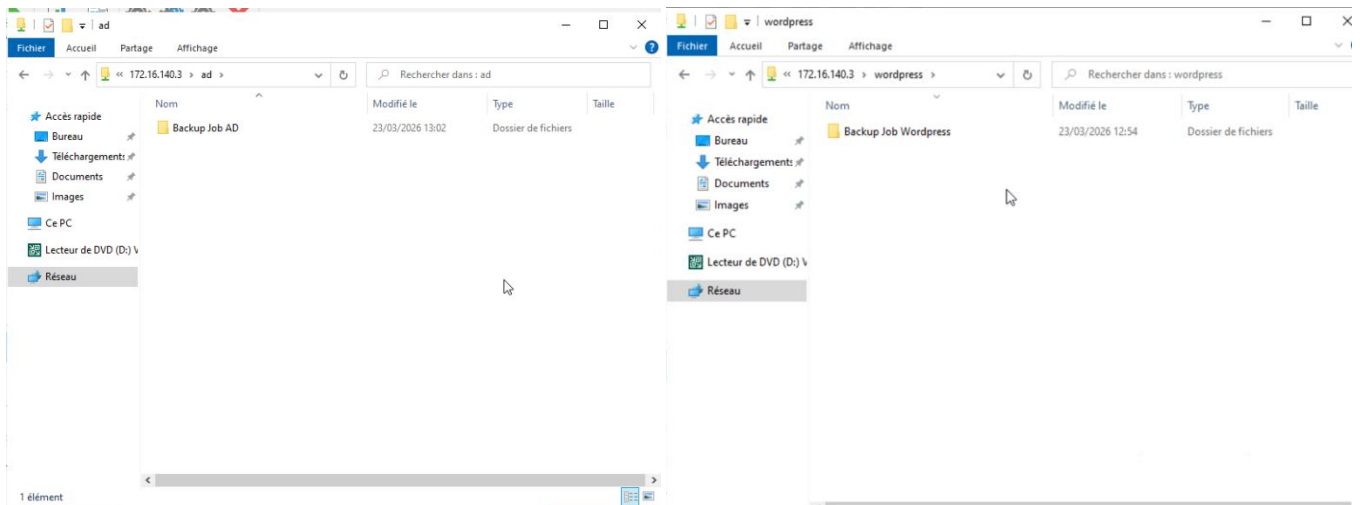 ad
Fichier Accueil Partage Affichage
172.16.140.3 › ad ›
Rechercher dans : ad
Nom Modifié le Type Taille
Accès rapide
Backup Job AD 23/03/2026 13:02 Dossier de fichiers
Bureau
Téléchargements
Documents
Images
Ce PC
Lecteur de DVD (D:) V
Réseau
1 élément
wordpress
Fichier Accueil Partage Affichage
172.16.140.3 › wordpress ›
Rechercher dans : wordpress
Nom Modifié le Type Taille
Accès rapide
Backup Job Wordpress 23/03/2026 12:54 Dossier de fichiers
Bureau
Téléchargements
Documents
Images
Ce PC
Lecteur de DVD (D:) V
Réseau